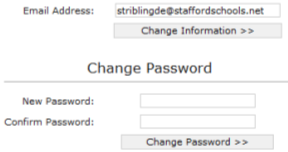 Email Address: striblingde@staffordschools.net
Change Information >>
Change Password
New Password:
Confirm Password:
Change Password >>